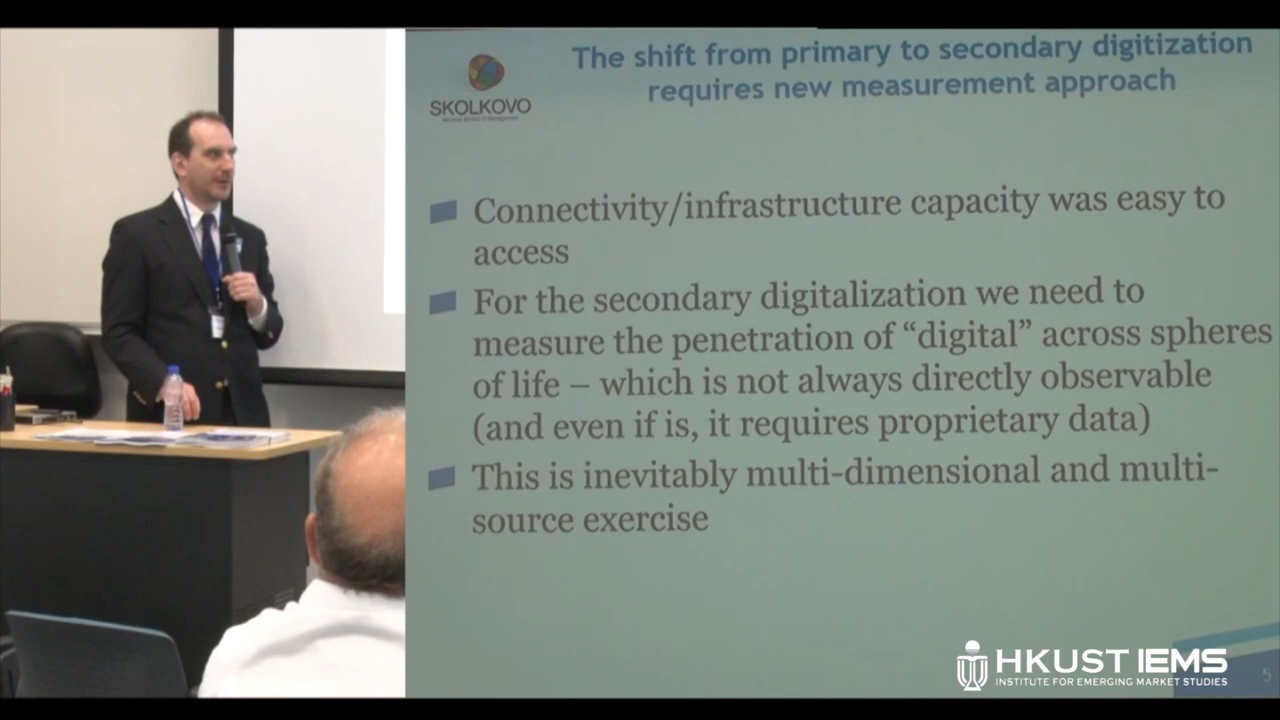 The shift from primary to secondary digitization
requires new measurement approach
SKOLKOVO
Connectivity/infrastructure capacity was easy to
access
For the secondary digitalization we need to
measure the penetration of “digital” across spheres
of life – which is not always directly observable
(and even if is, it requires proprietary data)
This is inevitably multi-dimensional and multi-
source exercise
HKUST IEMS
INSTITUTE FOR EMERGING MARKET STUDIES
5